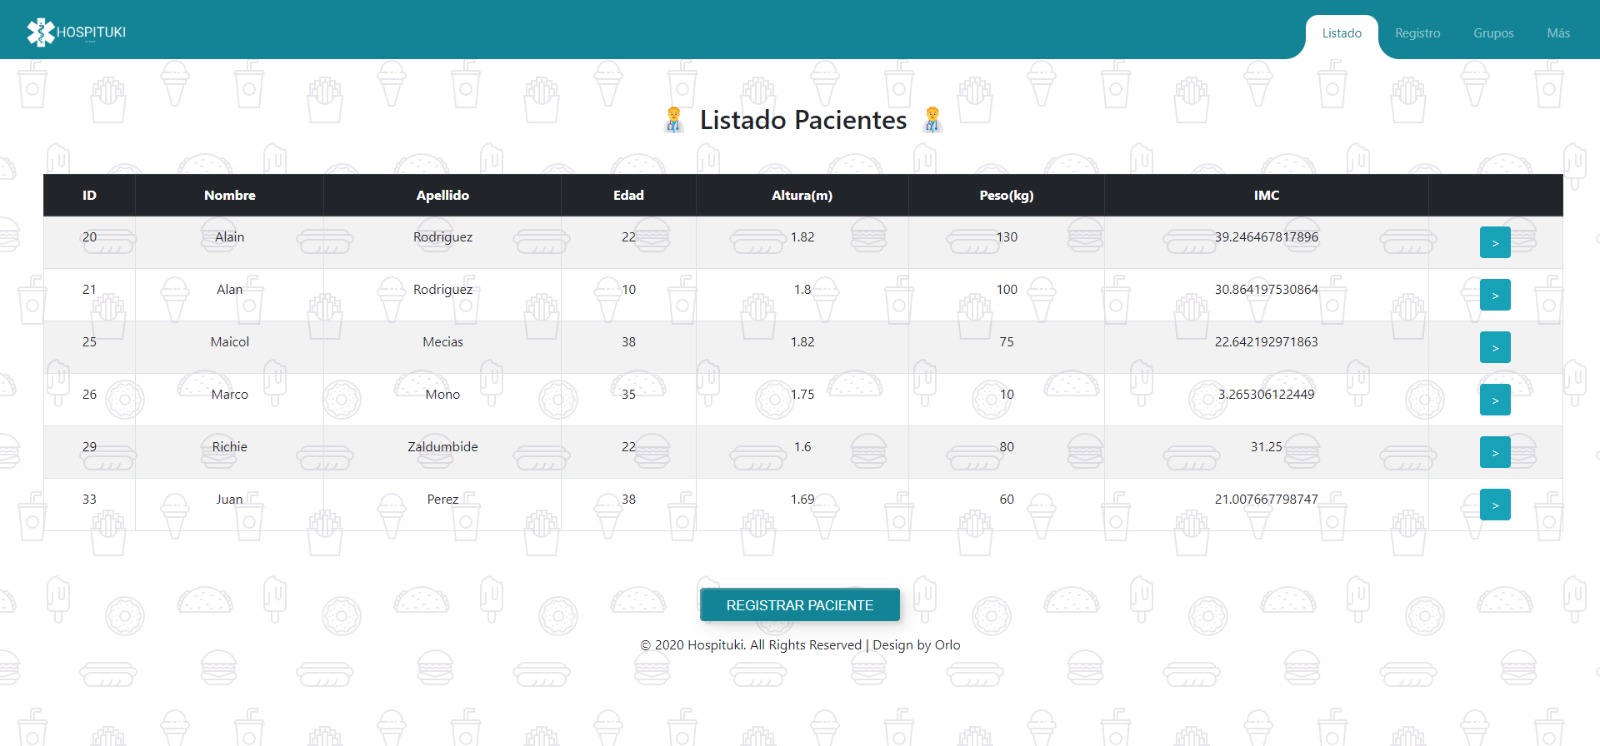 HOSPITUKI
Listado Registro Grupos Más
Listado Pacientes
ID Nombre Apellido Edad Altura(m) Peso(kg) IMC
20 Alain Rodriguez 22 1.82 130 39.246467817896 >
21 Alan Rodriguez 10 1.8 100 30.864197530864 >
25 Maicol Mecias 38 1.82 75 22.642192971863 >
26 Marco Mono 35 1.75 10 3.265306122449 >
29 Richie Zaldumbide 22 1.6 80 31.25 >
33 Juan Perez 38 1.69 60 21.007667798747 >
REGISTRAR PACIENTE
© 2020 Hospituki. All Rights Reserved | Design by Orlo